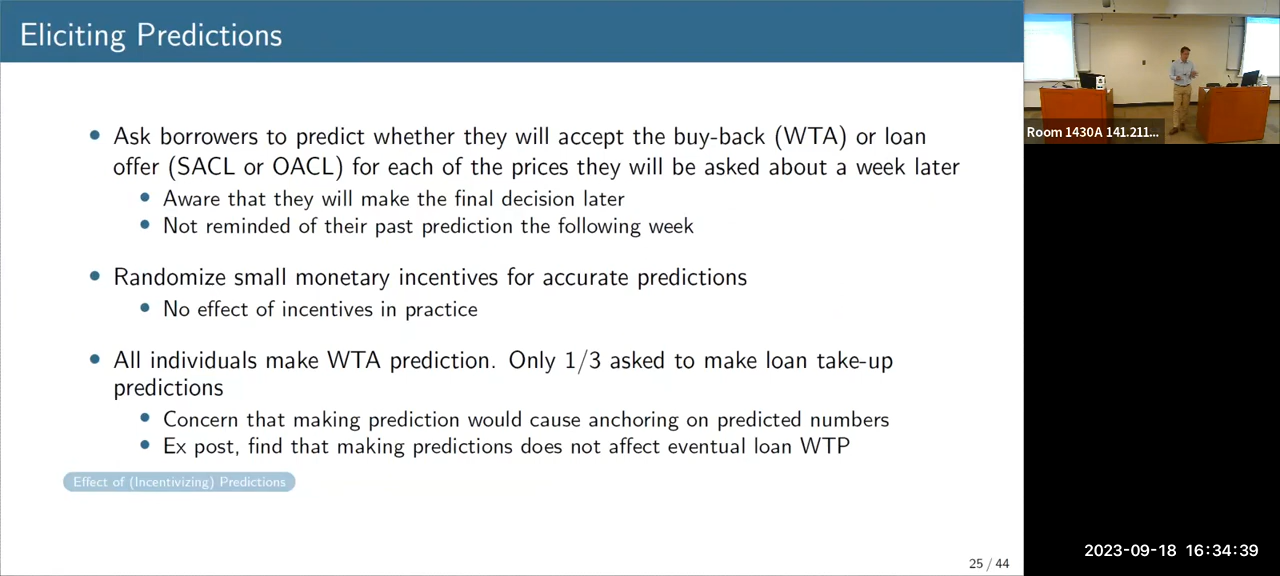 Eliciting Predictions
Ask borrowers to predict whether they will accept the buy-back (WTA) or loan
offer (SACL or OACL) for each of the prices they will be asked about a week later
Aware that they will make the final decision later
Not reminded of their past prediction the following week
Randomize small monetary incentives for accurate predictions
No effect of incentives in practice
All individuals make WTA prediction. Only 1/3 asked to make loan take-up
predictions
Concern that making prediction would cause anchoring on predicted numbers
Ex post, find that making predictions does not affect eventual loan WTP
Effect of (Incentivizing) Predictions
25 / 44
Room 1430A 141.211...
2023-09-18 16:34:39